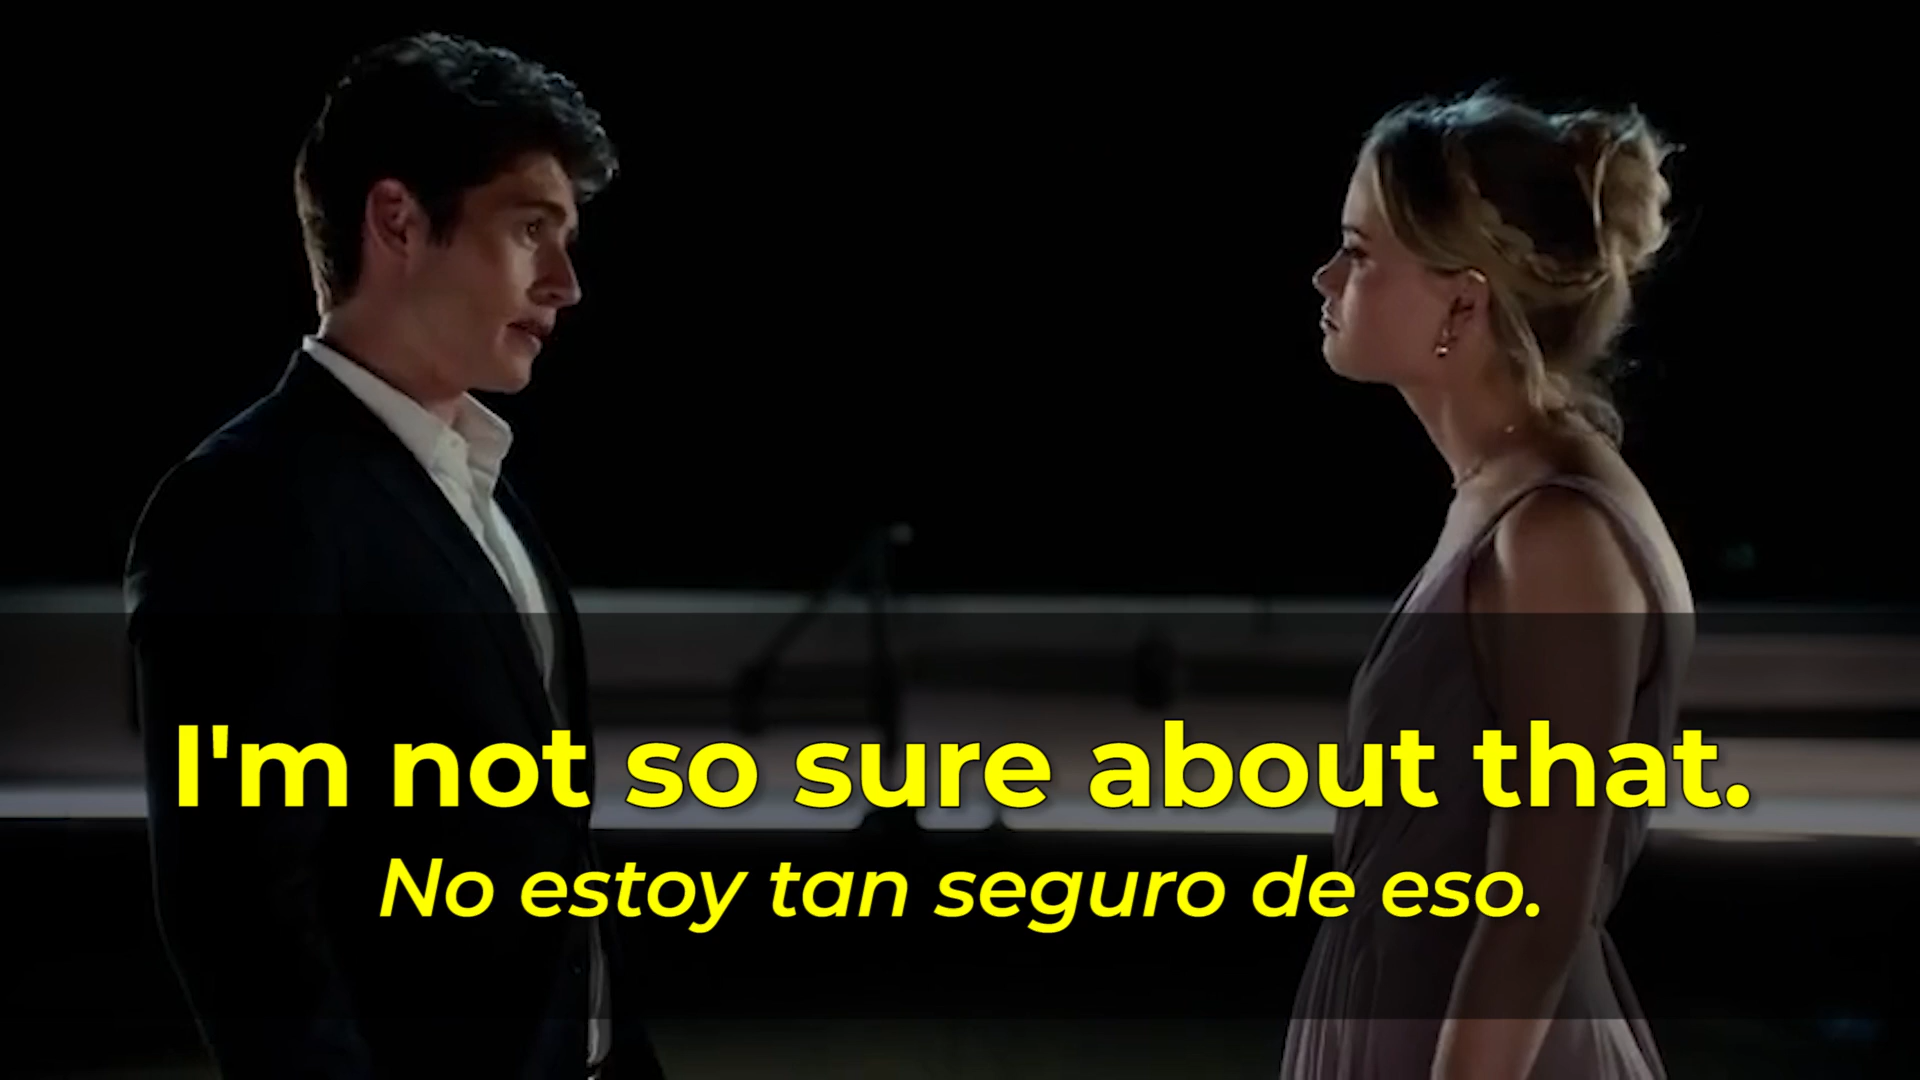 I'm not so sure about that.
No estoy tan seguro de eso.